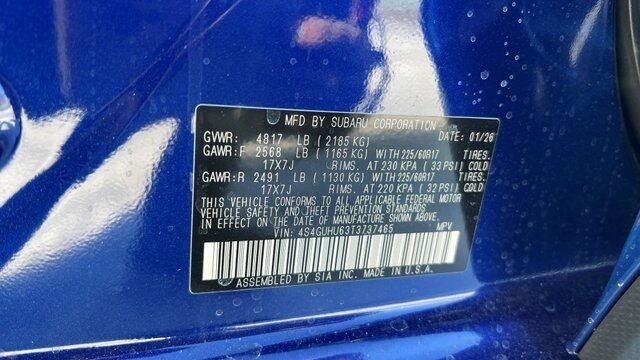 MFD BY SUBARU CORPORATION DATE: 01/26
GVWR: 4817 LB (2185 KG)
GAWR:F 2568 LB (1165 KG) WITH 225/60R17 TIRES.
17X7J RIMS. AT 230 KPA (33 PSI) COLD
GAWR:R 2491 LB (1130 KG) WITH 225/60R17 TIRES.
17X7J RIMS. AT 220 KPA (32 PSI) COLD
THIS VEHICLE CONFORMS TO ALL APPLICABLE FEDERAL MOTOR
VEHICLE SAFETY AND THEFT PREVENTION STANDARDS
IN EFFECT ON THE DATE OF MANUFACTURE SHOWN ABOVE.
VIN: 4S4GUHU63T3737465 MPV
ASSEMBLED BY SIA INC. MADE IN U.S.A.